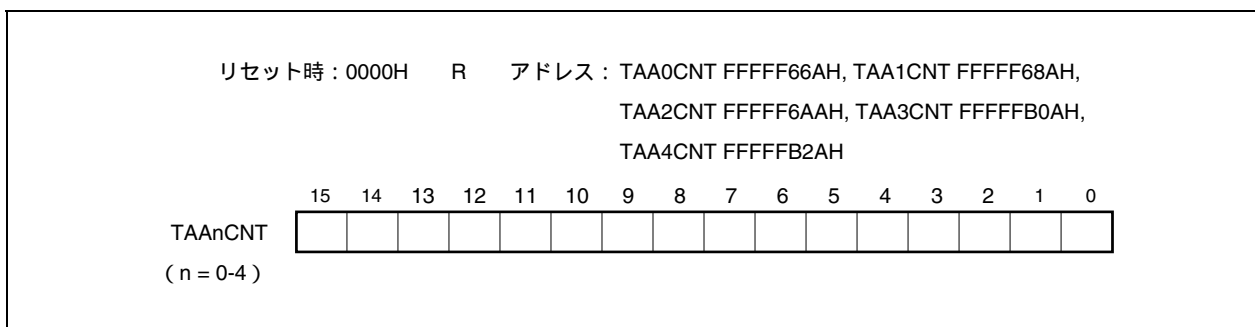 リセット時：0000H R アドレス：TAA0CNT FFFFF66AH, TAA1CNT FFFFF68AH,
TAA2CNT FFFFF6AAH, TAA3CNT FFFFFB0AH,
TAA4CNT FFFFFB2AH
15 14 13 12 11 10 9 8 7 6 5 4 3 2 1 0
TAAnCNT
（n = 0-4）